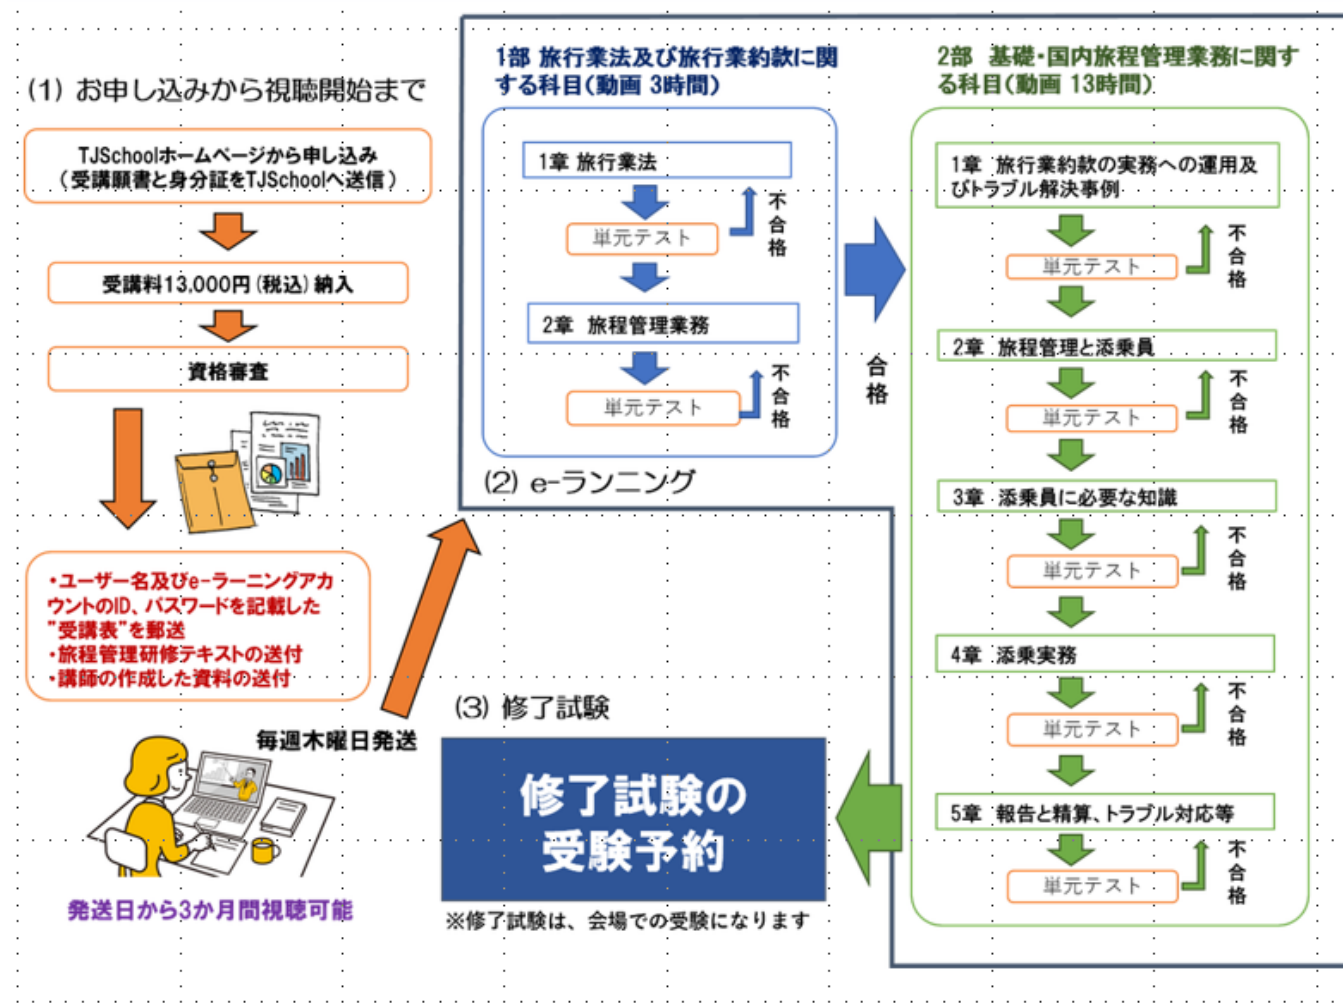 (1) お申し込みから視聴開始まで
TJSchoolホームページから申し込み
(受講願書と身分証をTJSchoolへ送信)
受講料13.000円(税込)納入
資格審査
・ユーザー名及びe-ラーニングアカ
ウントのID、パスワードを記載した
"受講表"を郵送
・旅程管理研修テキストの送付
・講師の作成した資料の送付
毎週木曜日発送
発送日から3か月間視聴可能
1部 旅行業法及び旅行業約款に関
する科目(動画 3時間)
1章 旅行業法
単元テスト
不合格
2章 旅程管理業務
単元テスト
不合格
(2) e-ランニング
合格
2部 基礎・国内旅程管理業務に関す
る科目(動画 13時間)
1章 旅行業約款の実務への運用及
びトラブル解決事例
単元テスト
不合格
2章 旅程管理と添乗員
単元テスト
不合格
3章 添乗員に必要な知識
単元テスト
不合格
4章 添乗実務
単元テスト
不合格
5章 報告と精算、トラブル対応等
単元テスト
不合格
(3) 修了試験
修了試験の
受験予約
※修了試験は、会場での受験になります